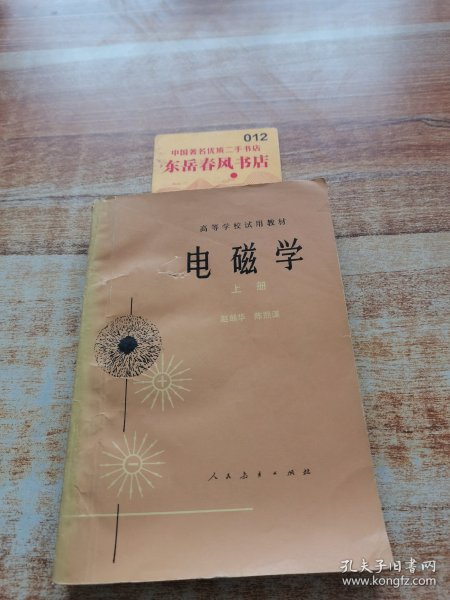 012
中国著名优质二手书店
东岳春风书店
高等学校试用教材
电磁学
上册
赵凯华 陈熙谋
人民教育出版社
孔夫子旧书网
www.kongfz.com